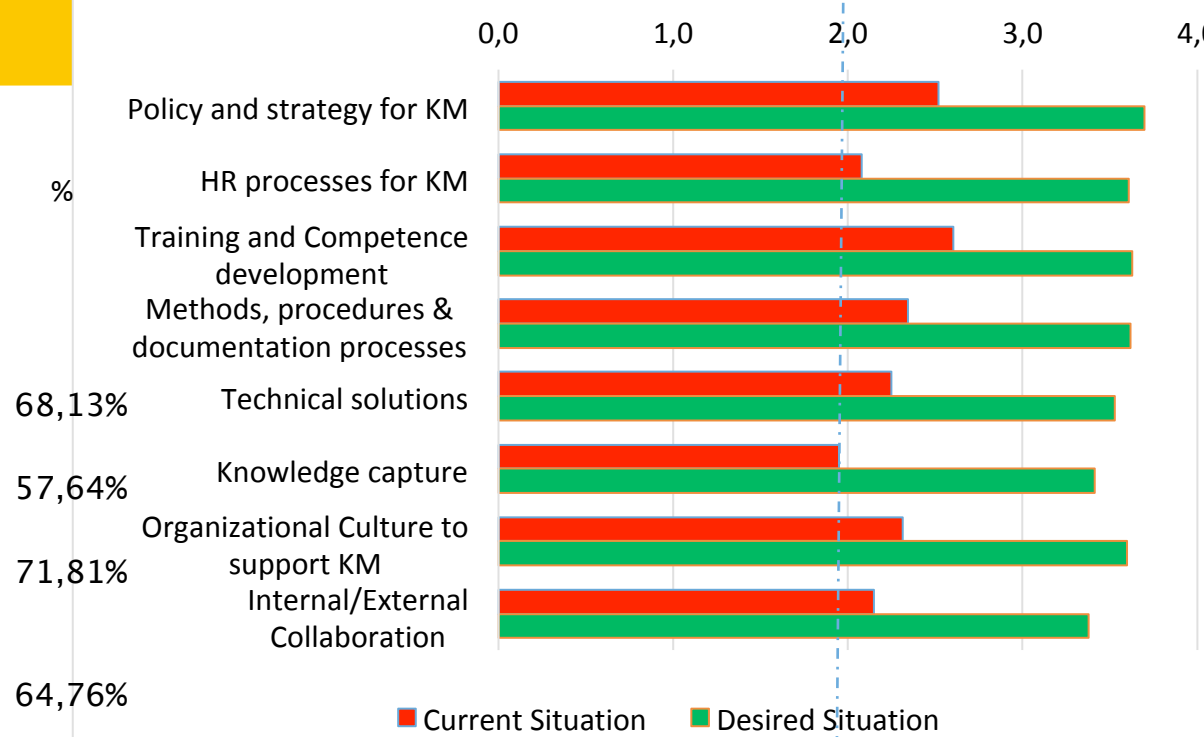 0,0 1,0 2,0 3,0 4,0
Policy and strategy for KM
%
HR processes for KM
Training and Competence
development
Methods, procedures &
documentation processes
68,13%
Technical solutions
57,64%
Knowledge capture
Organizational Culture to
support KM
71,81%
Internal/External
Collaboration
64,76%
Current Situation Desired Situation